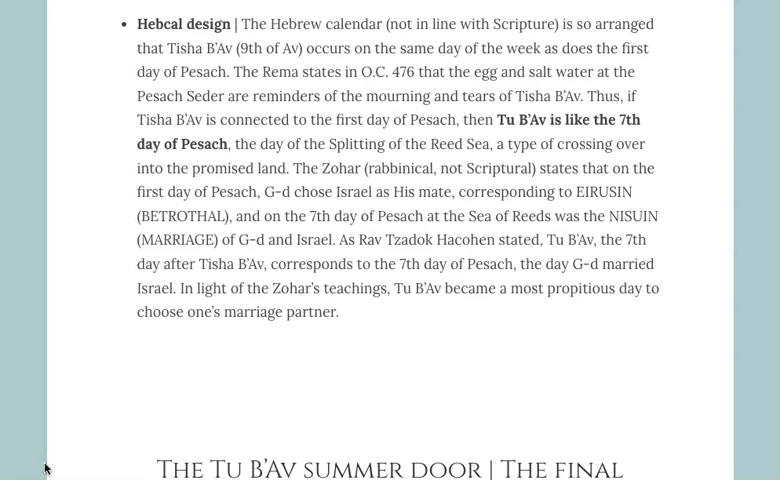 • Hebcal design | The Hebrew calendar (not in line with Scripture) is so arranged
that Tisha B’Av (9th of Av) occurs on the same day of the week as does the first
day of Pesach. The Rema states in O.C. 476 that the egg and salt water at the
Pesach Seder are reminders of the mourning and tears of Tisha B’Av. Thus, if
Tisha B’Av is connected to the first day of Pesach, then Tu B’Av is like the 7th
day of Pesach, the day of the Splitting of the Reed Sea, a type of crossing over
into the promised land. The Zohar (rabbinical, not Scriptural) states that on the
first day of Pesach, G-d chose Israel as His mate, corresponding to EIRUSIN
(BETROTHAL), and on the 7th day of Pesach at the Sea of Reeds was the NISUIN
(MARRIAGE) of G-d and Israel. As Rav Tzadok Hacohen stated, Tu B’Av, the 7th
day after Tisha B’Av, corresponds to the 7th day of Pesach, the day G-d married
Israel. In light of the Zohar’s teachings, Tu B’Av became a most propitious day to
choose one’s marriage partner.
The Tu B’Av summer door | The final